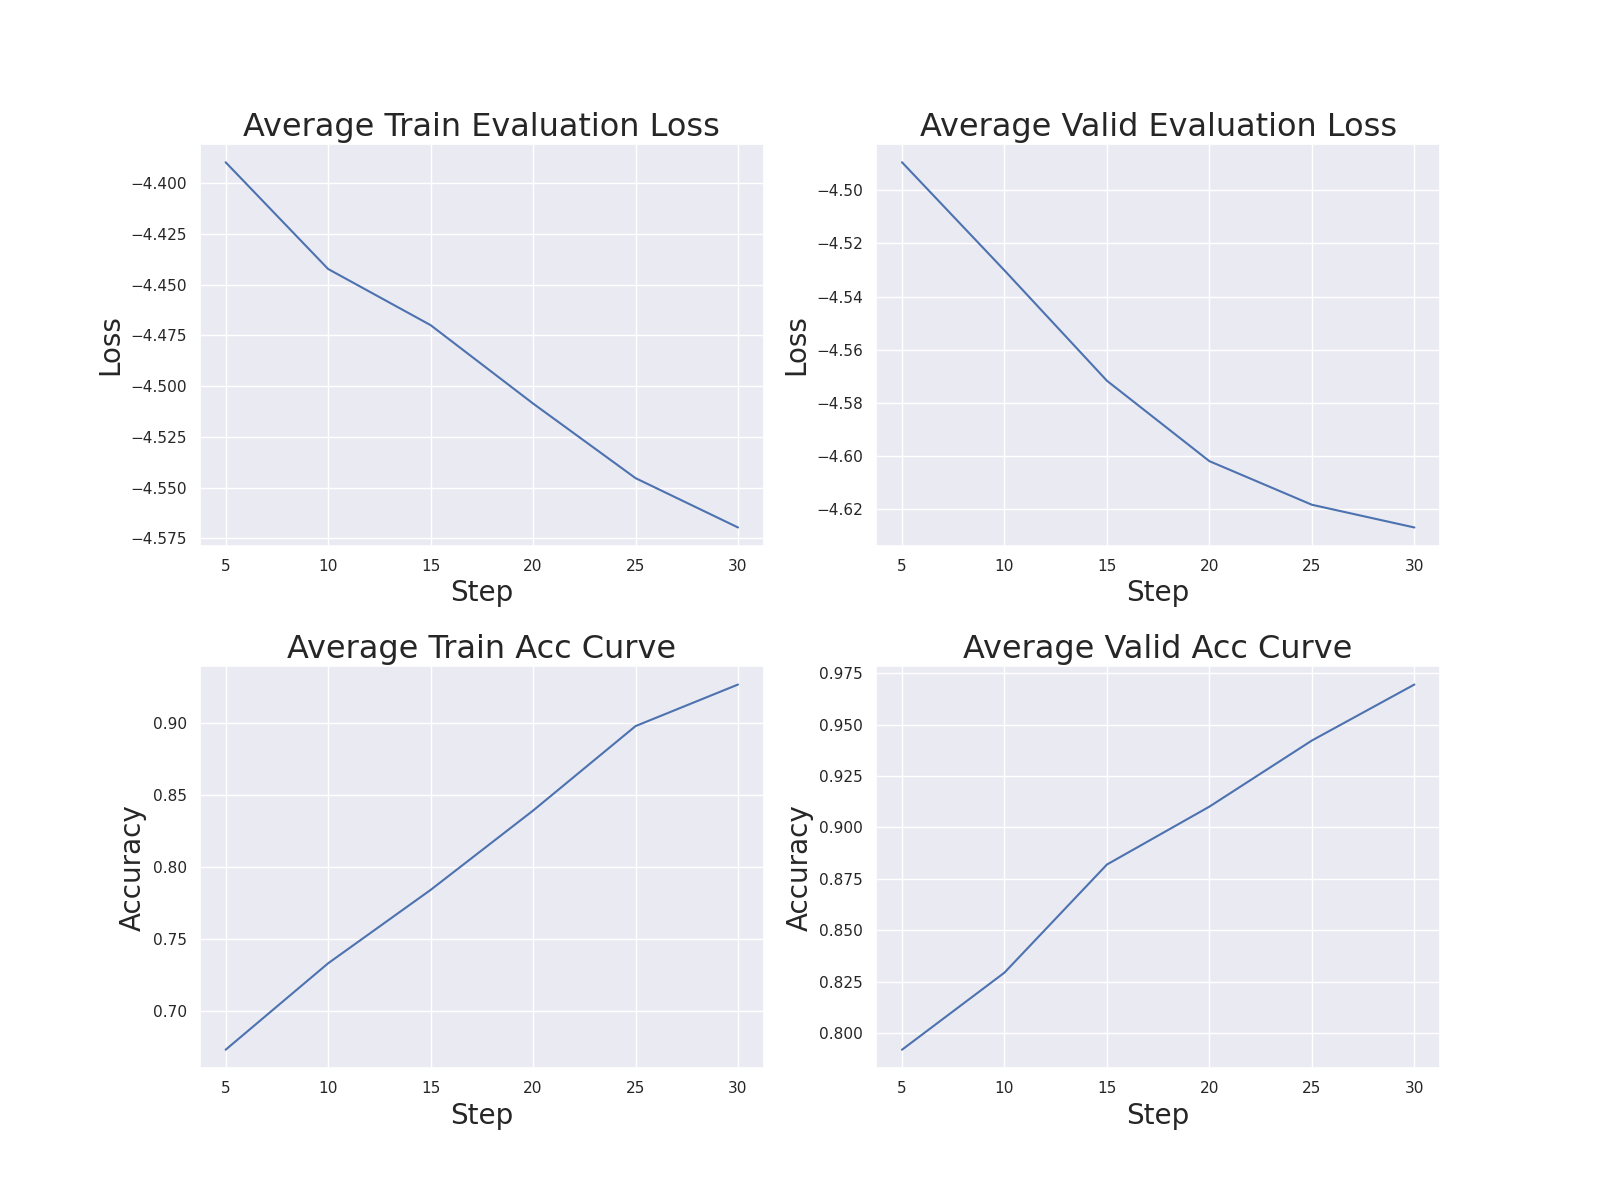 Average Train Evaluation Loss
−4.400
−4.425
−4.450
−4.475
−4.500
−4.525
−4.550
−4.575
Loss
5 10 15 20 25 30
Step
Average Valid Evaluation Loss
−4.50
−4.52
−4.54
−4.56
−4.58
−4.60
−4.62
Loss
5 10 15 20 25 30
Step
Average Train Acc Curve
0.90
0.85
0.80
0.75
0.70
Accuracy
5 10 15 20 25 30
Step
Average Valid Acc Curve
0.975
0.950
0.925
0.900
0.875
0.850
0.825
0.800
Accuracy
5 10 15 20 25 30
Step